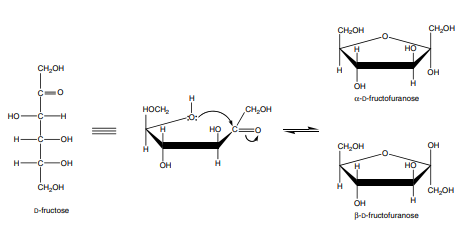 CH₂OH
C=O
HO C H
H C OH
H C OH
CH₂OH
D-fructose
HOCH₂
H
:O:
CH₂OH
H
HO C=O
H
OH
H
CH₂OH
O
CH₂OH
H
HO
H
OH
OH
H
α-D-fructofuranose
CH₂OH
O
OH
H
HO
H
CH₂OH
OH
H
β-D-fructofuranose